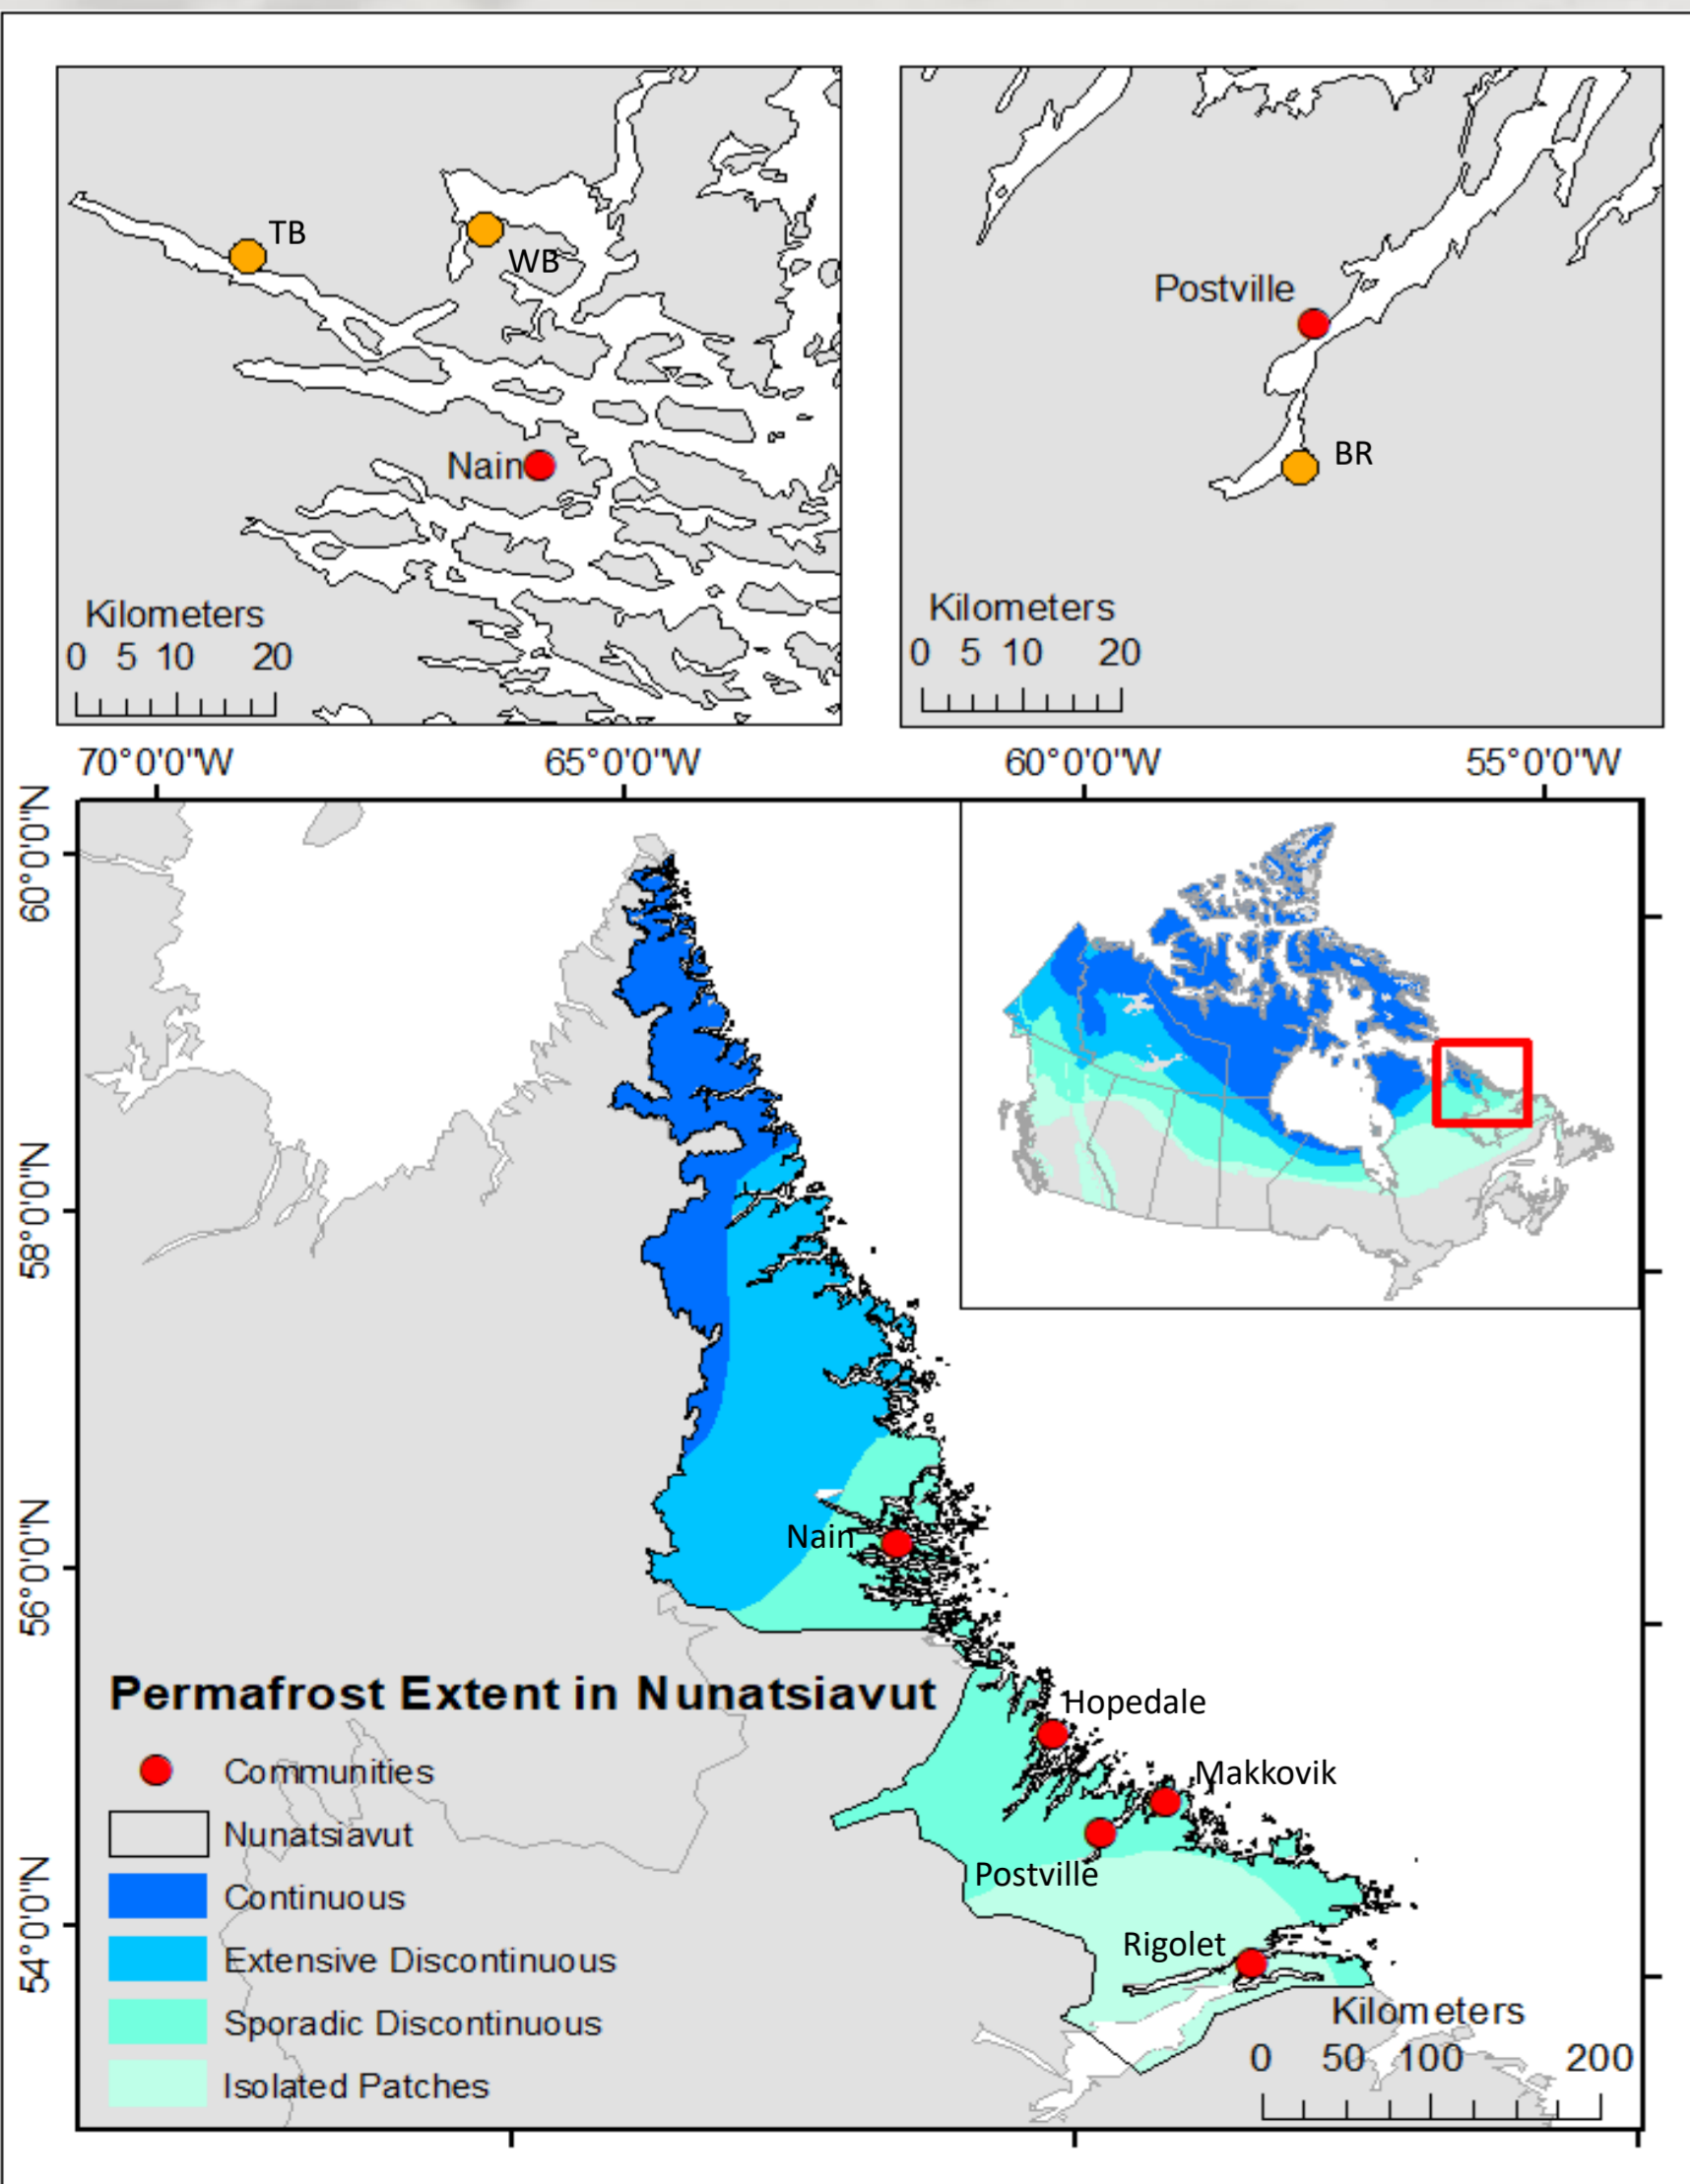 TB
WB
Nain
Kilometers
0 5 10 20
Postville
BR
Kilometers
0 5 10 20
70°0'0"W 65°0'0"W 60°0'0"W 55°0'0"W
60°0'0"N
58°0'0"N
56°0'0"N
54°0'0"N
Nain
Hopedale
Makkovik
Postville
Rigolet
Permafrost Extent in Nunatsiavut
Communities
Nunatsiavut
Continuous
Extensive Discontinuous
Sporadic Discontinuous
Isolated Patches
Kilometers
0 50 100 200